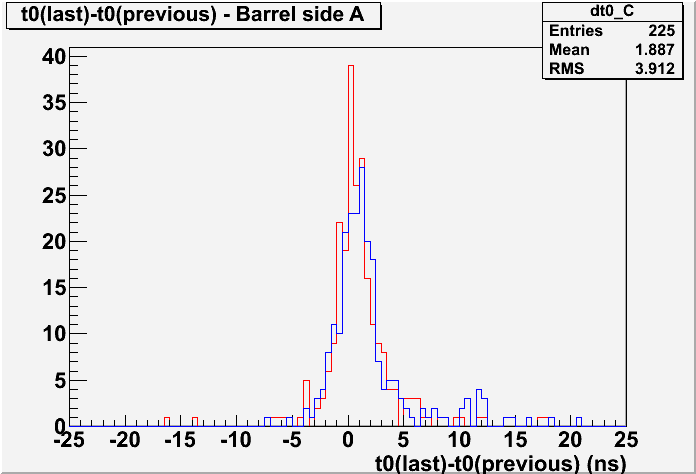 t0(last)-t0(previous) - Barrel side A
dt0_C
Entries 225
Mean 1.887
RMS 3.912
40
35
30
25
20
15
10
5
0
-25 -20 -15 -10 -5 0 5 10 15 20 25
t0(last)-t0(previous) (ns)